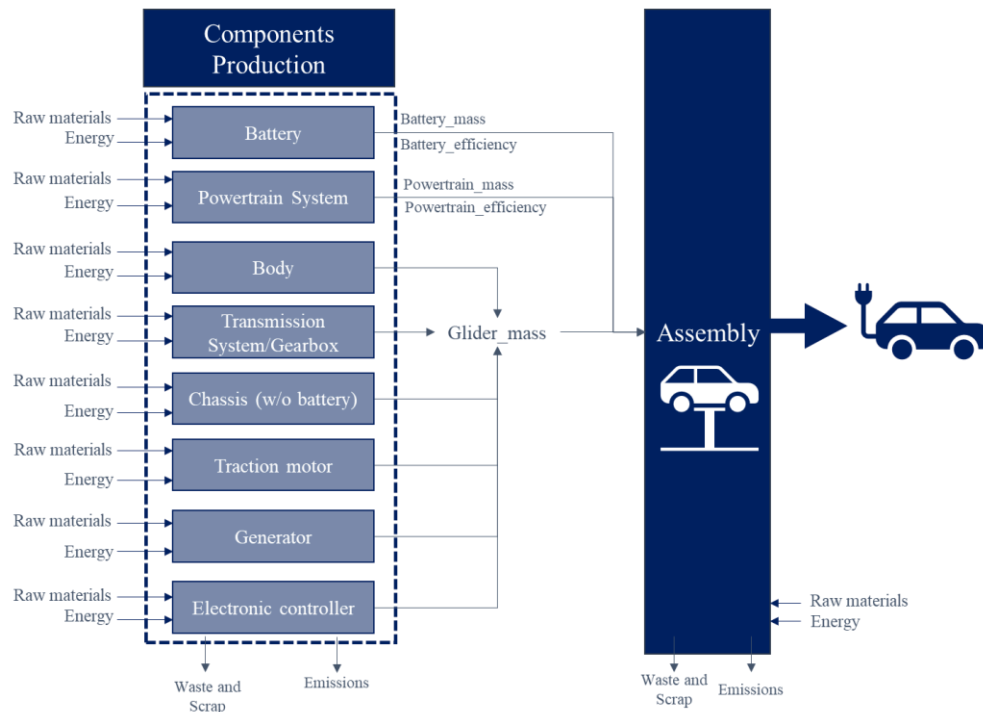 Components
Production
Raw materials
Energy
Battery
Battery_mass
Battery_efficiency
Raw materials
Energy
Powertrain System
Powertrain_mass
Powertrain_efficiency
Raw materials
Energy
Body
Raw materials
Energy
Transmission
System/Gearbox
Glider_mass
Assembly
Raw materials
Energy
Chassis (w/o battery)
Raw materials
Energy
Traction motor
Raw materials
Energy
Generator
Raw materials
Energy
Electronic controller
Raw materials
Energy
Waste and
Scrap
Emissions
Waste and
Scrap
Emissions